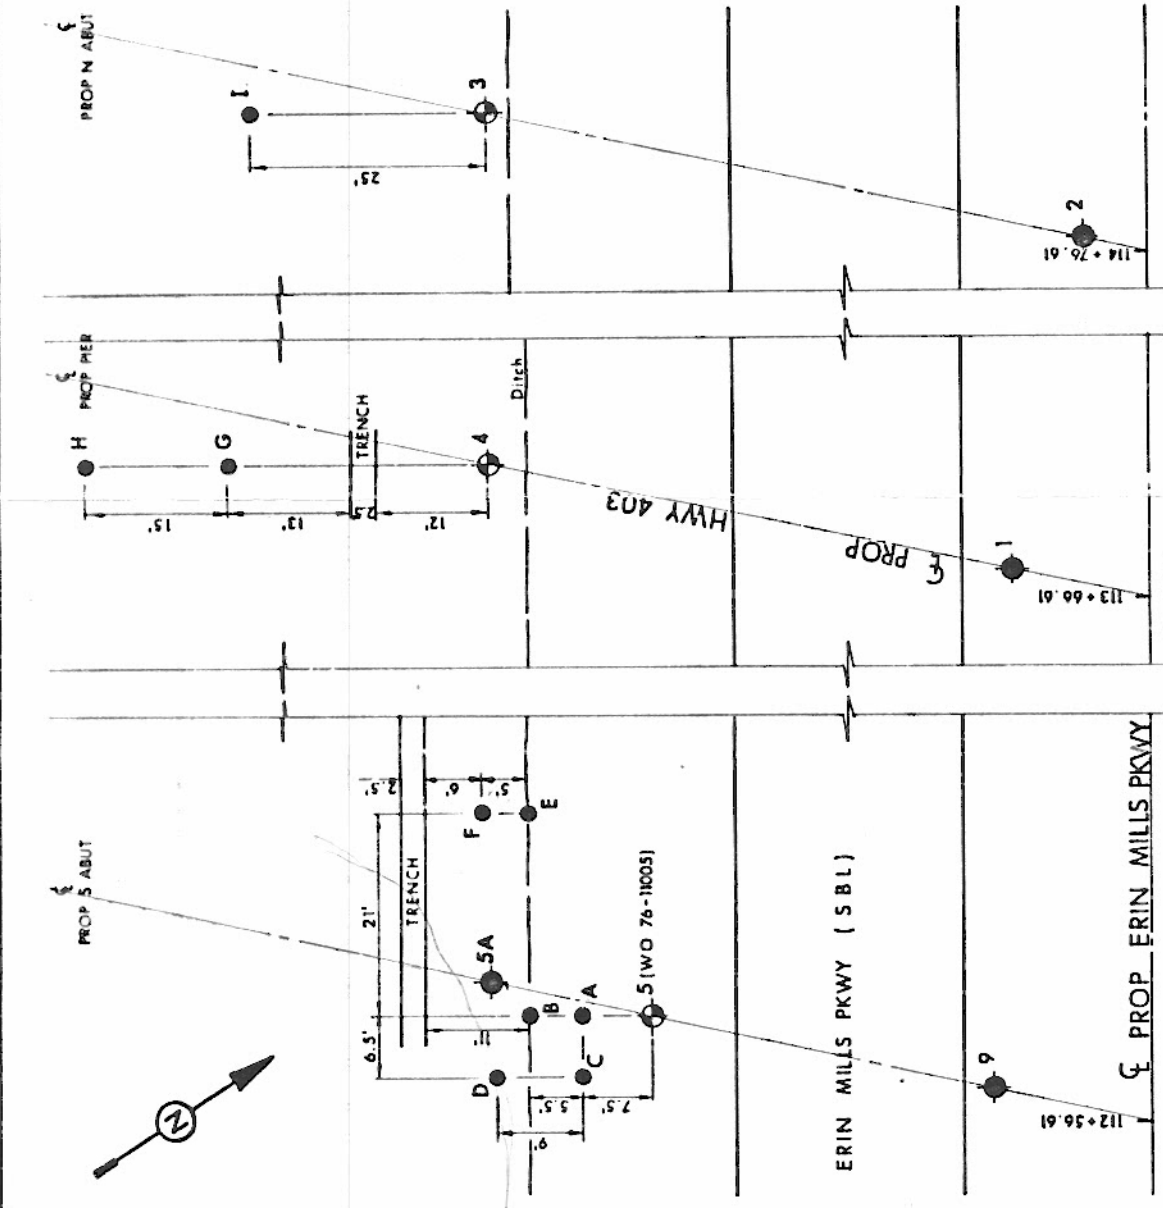 ℄
PROP N ABUT
I
25'
3
2
114 + 76.61
℄
PROP PIER
H
G
15'
13'
2.5'
TRENCH
12'
4
Ditch
HWY 403
℄ PROP
1
113 + 66.61
℄
PROP S ABUT
TRENCH
2.5'
6'
5'
F
E
21'
6.5'
11'
5A
B
A
5 (WO 76-11005)
D
C
5.5'
7.5'
9'
N
ERIN MILLS PKWY (SBL)
9
112+56.61
℄ PROP ERIN MILLS PKWY